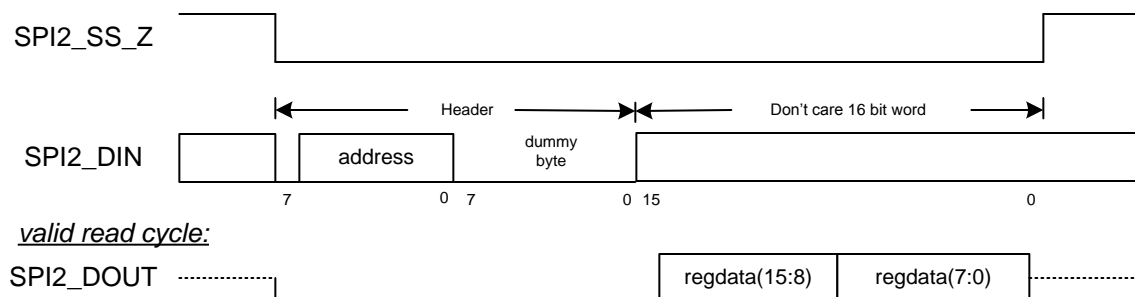 SPI2_SS_Z
Header Don't care 16 bit word
SPI2_DIN address dummy byte
7 0 7 0 15 0
valid read cycle:
SPI2_DOUT regdata(15:8) regdata(7:0)